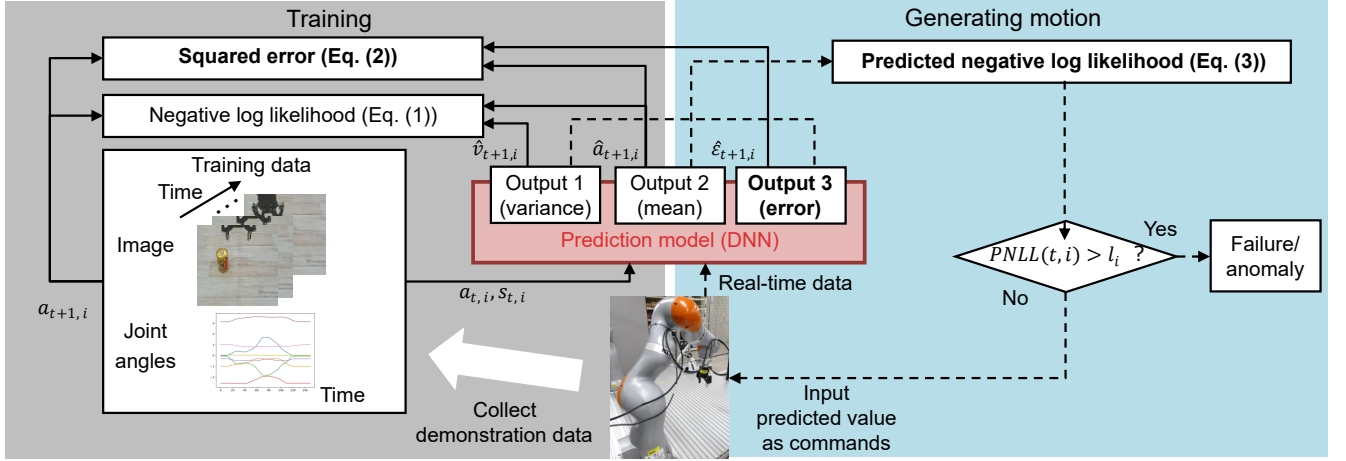 Training
Generating motion
Squared error (Eq. (2))
Predicted negative log likelihood (Eq. (3))
Negative log likelihood (Eq. (1))
v̂ₜ₊₁,ᵢ
âₜ₊₁,ᵢ
ε̂ₜ₊₁,ᵢ
Training data
Time
Image
Joint
angles
Time
Output 1
(variance)
Output 2
(mean)
Output 3
(error)
Prediction model (DNN)
aₜ₊₁,ᵢ
aₜ,ᵢ, sₜ,ᵢ
Real-time data
Collect
demonstration data
PNLL(t, i) > lᵢ ?
Yes
No
Failure/
anomaly
Input
predicted value
as commands